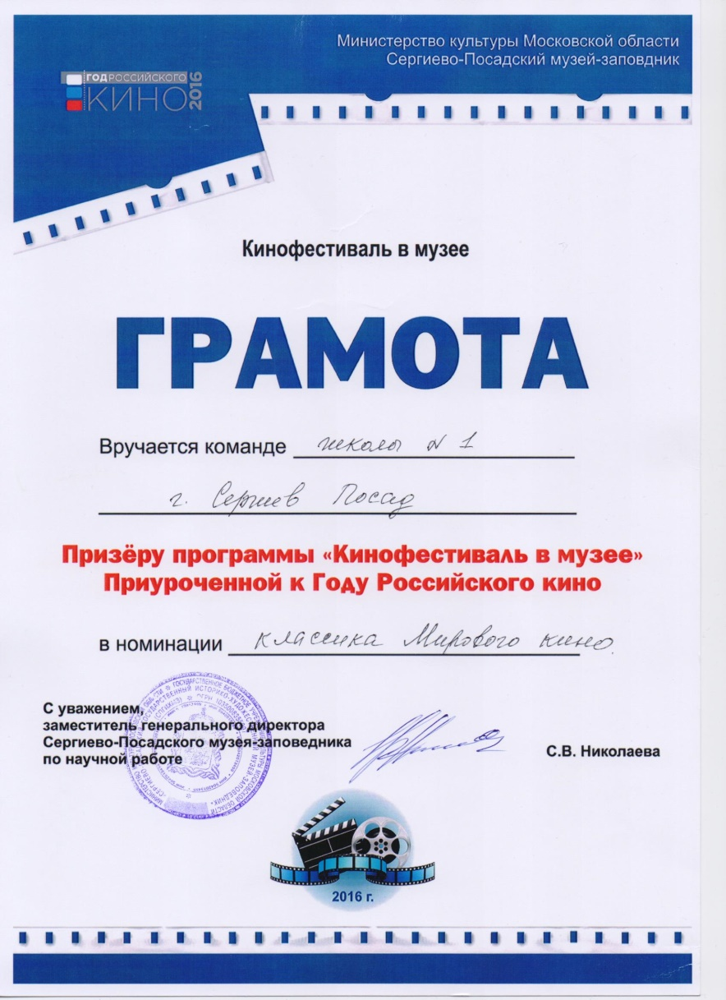 Министерство культуры Московской области
Сергиево-Посадский музей-заповдник
ГОД РОССИЙСКОГО
КИНО 2016
Кинофестиваль в музее
ГРАМОТА
Вручается команде школы N 1
г. Сергиев Посад
Призёру программы «Кинофестиваль в музее»
Приуроченной к Году Российского кино
в номинации классика Мирового кино.
С уважением,
заместитель генерального директора
Сергиево-Посадского музея-заповедника
по научной работе
С.В. Николаева
2016 г.